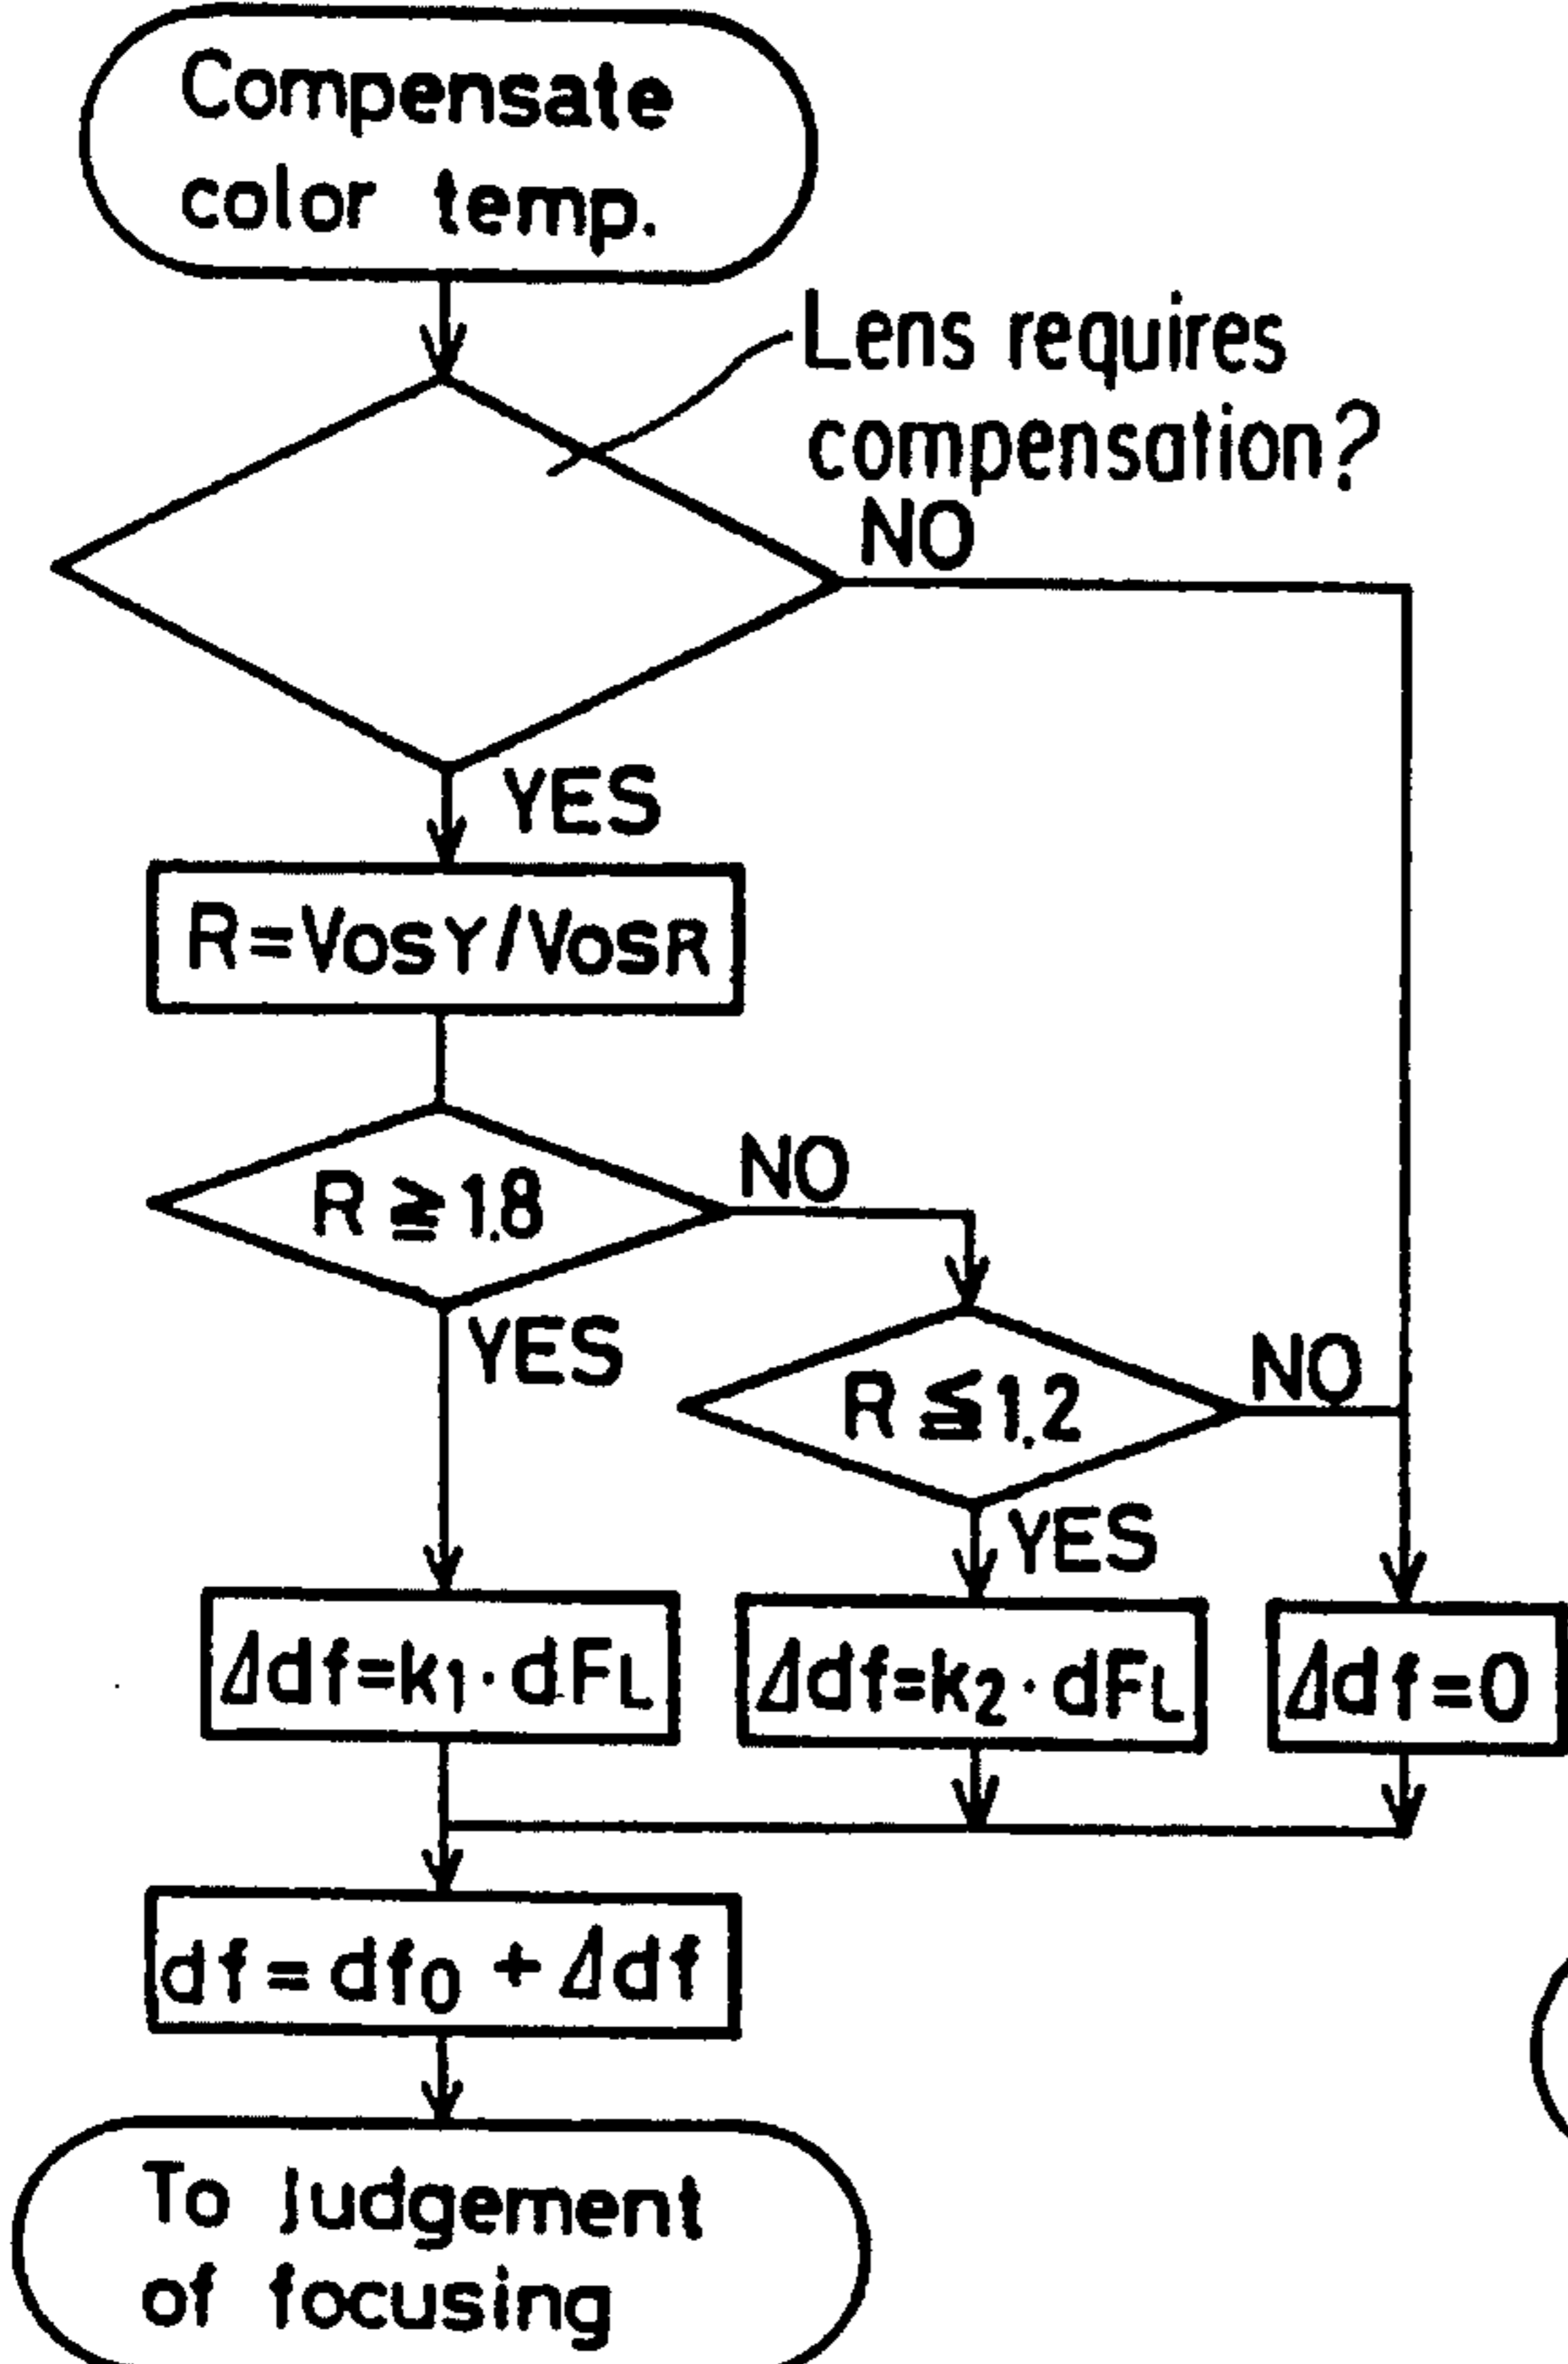 Compensate
color temp.
Lens requires
compensation?
NO
YES
R=VOSY/VOSR
R≧1.8
NO
YES
R≦1.2
NO
YES
Δdf=k1·dFL
Δdf=k2·dFL
Δdf=0
df=df0+Δdf
To judgement
of focusing